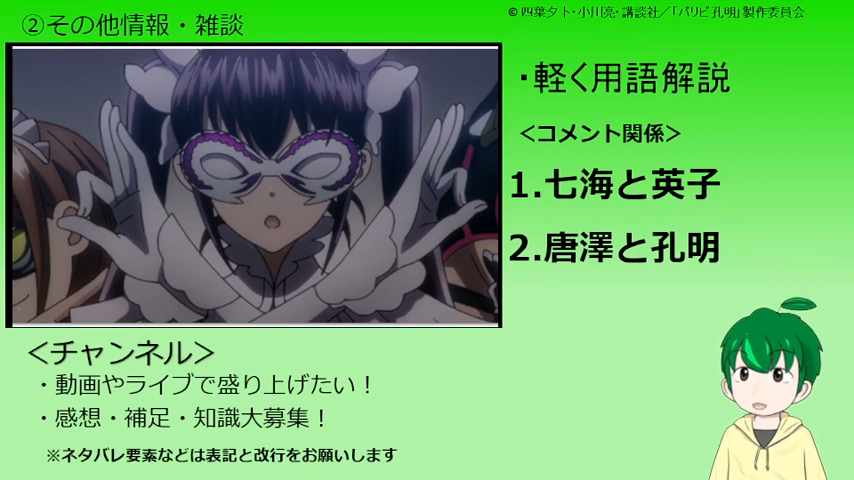 ②その他情報・雑談
© 四葉夕ト・小川亮・講談社／「パリピ孔明」製作委員会
・軽く用語解説
＜コメント関係＞
1.七海と英子
2.唐澤と孔明
＜チャンネル＞
・動画やライブで盛り上げたい！
・感想・補足・知識大募集！
※ネタバレ要素などは表記と改行をお願いします